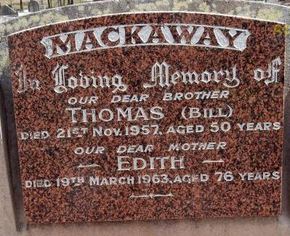 MACKAWAY
In Loving Memory of
OUR DEAR BROTHER
THOMAS (BILL)
DIED 21ST NOV. 1957. AGED 50 YEARS
OUR DEAR MOTHER
EDITH
DIED 19TH MARCH 1963, AGED 76 YEARS